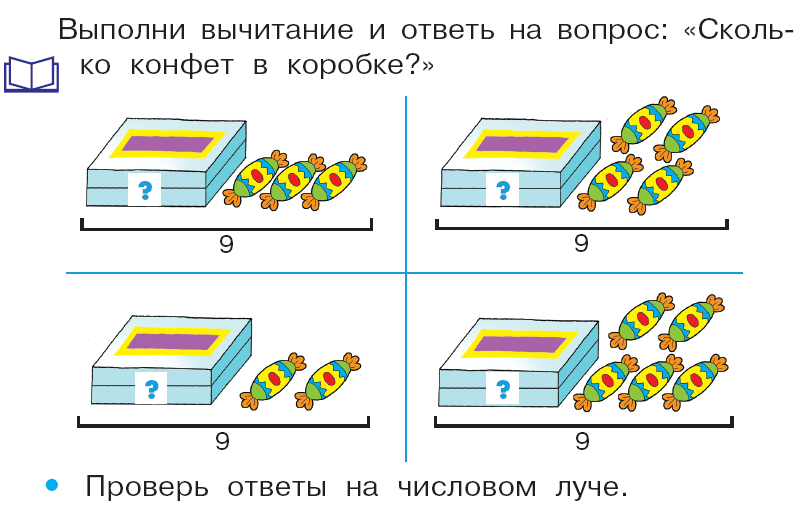 Выполни вычитание и ответь на вопрос: «Сколь-
ко конфет в коробке?»
?
9
?
9
?
9
?
9
Проверь ответы на числовом луче.